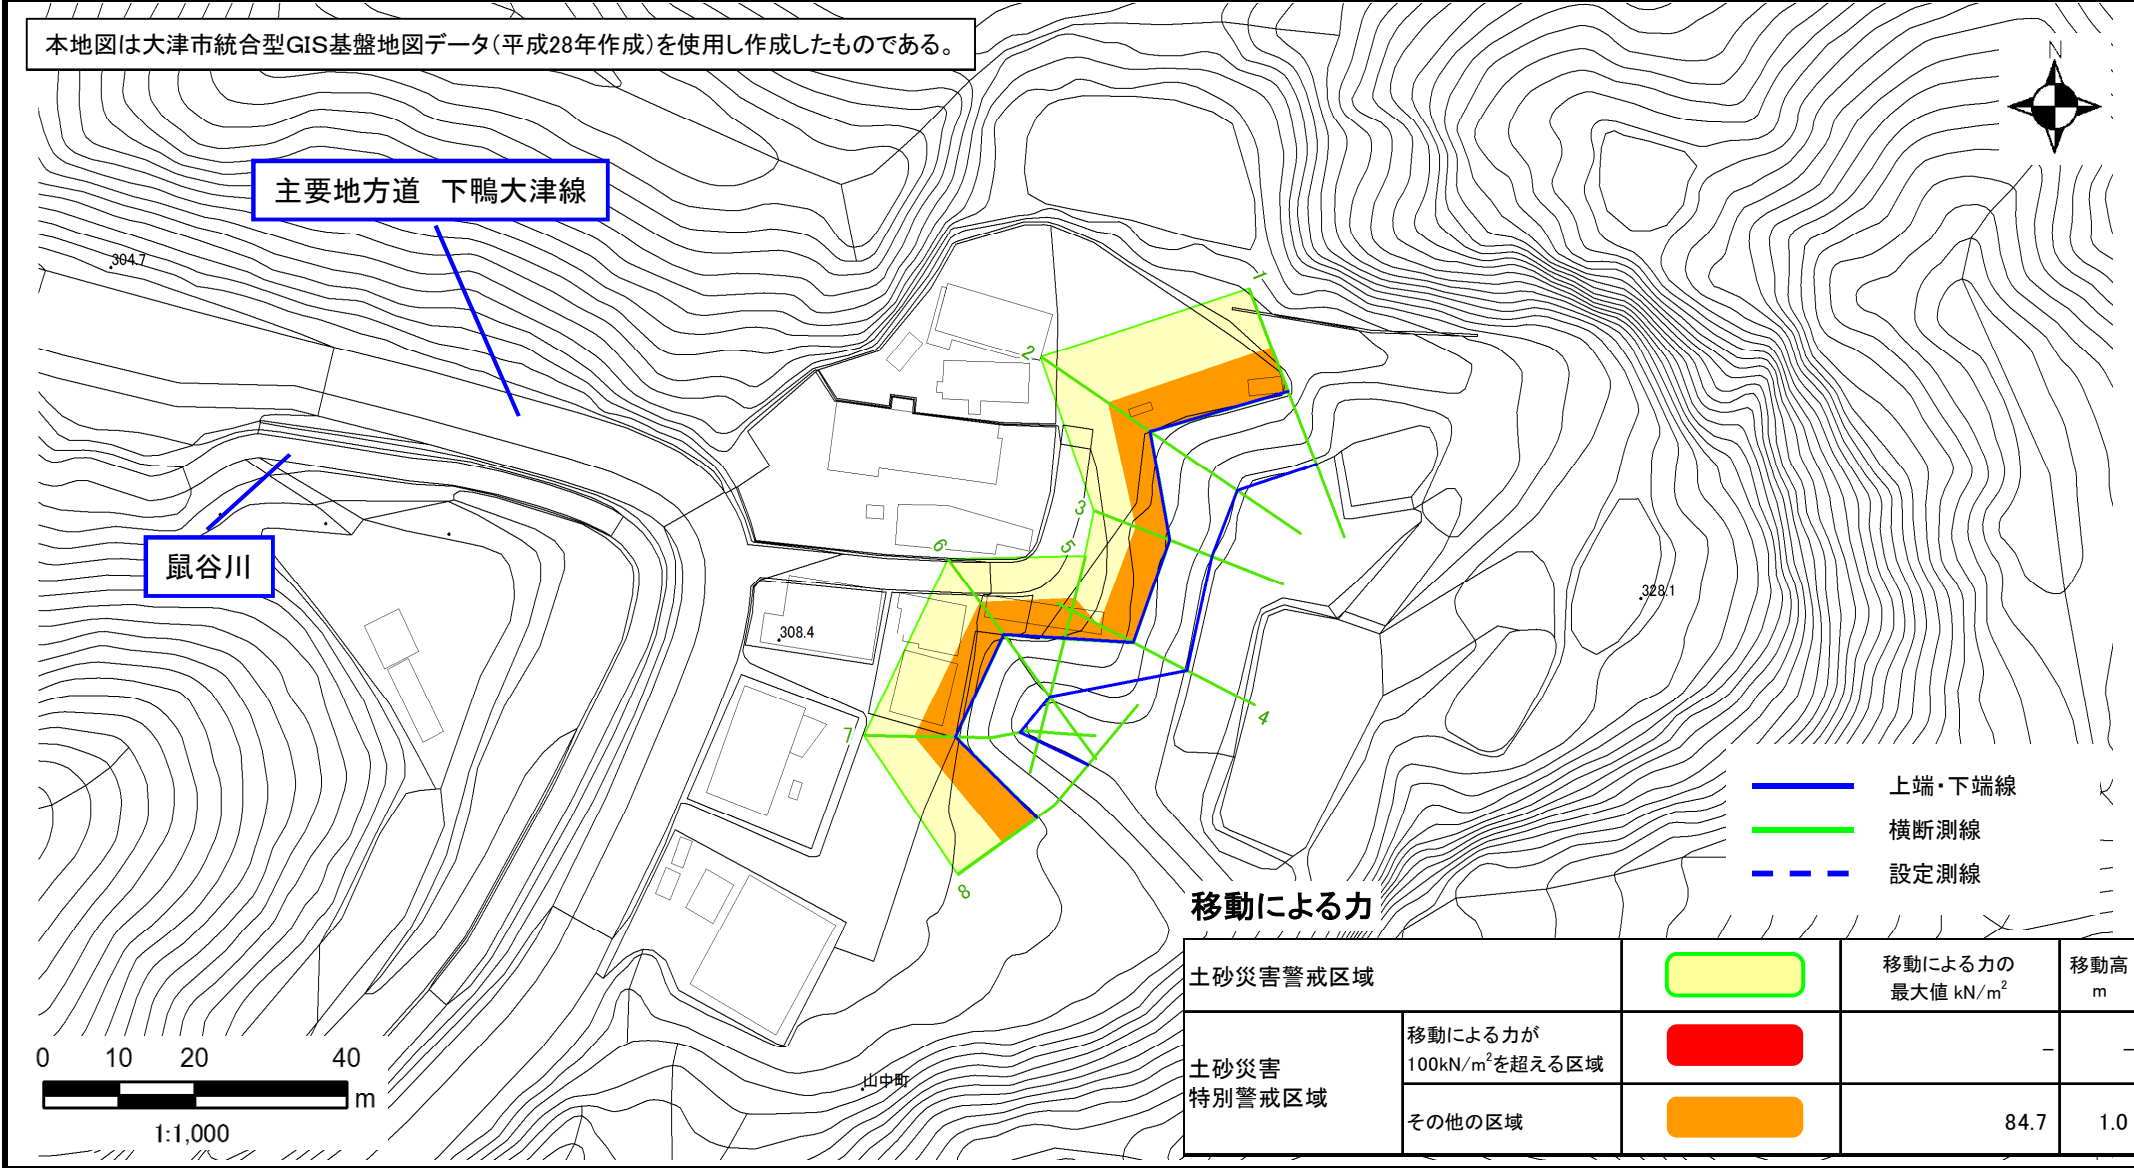 本地図は大津市統合型GIS基盤地図データ(平成28年作成)を使用し作成したものである。
N
主要地方道　下鴨大津線
304.7
1
2
3
5
6
鼠谷川
328.1
308.4
4
7
8
上端・下端線
横断測線
設定測線
移動による力
土砂災害警戒区域
移動による力の
最大値 kN/m²
移動高
m
土砂災害
特別警戒区域
移動による力が
100kN/m²を超える区域
－
－
その他の区域
84.7
1.0
0 10 20 40
m
1:1,000
山中町